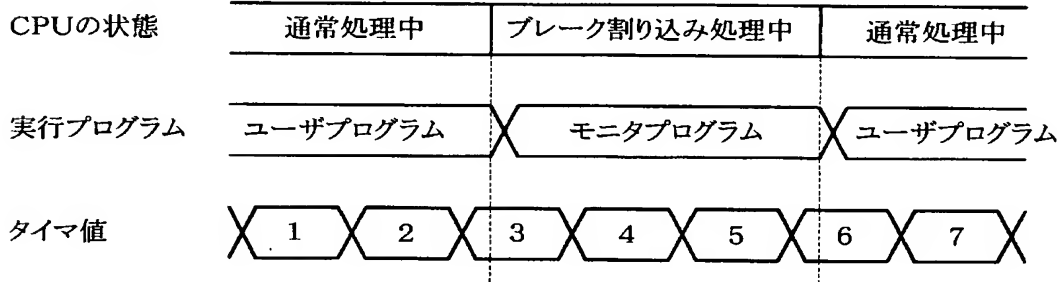 CPUの状態 通常処理中 ブレーク割り込み処理中 通常処理中
実行プログラム ユーザプログラム モニタプログラム ユーザプログラム
タイマ値 1 2 3 4 5 6 7